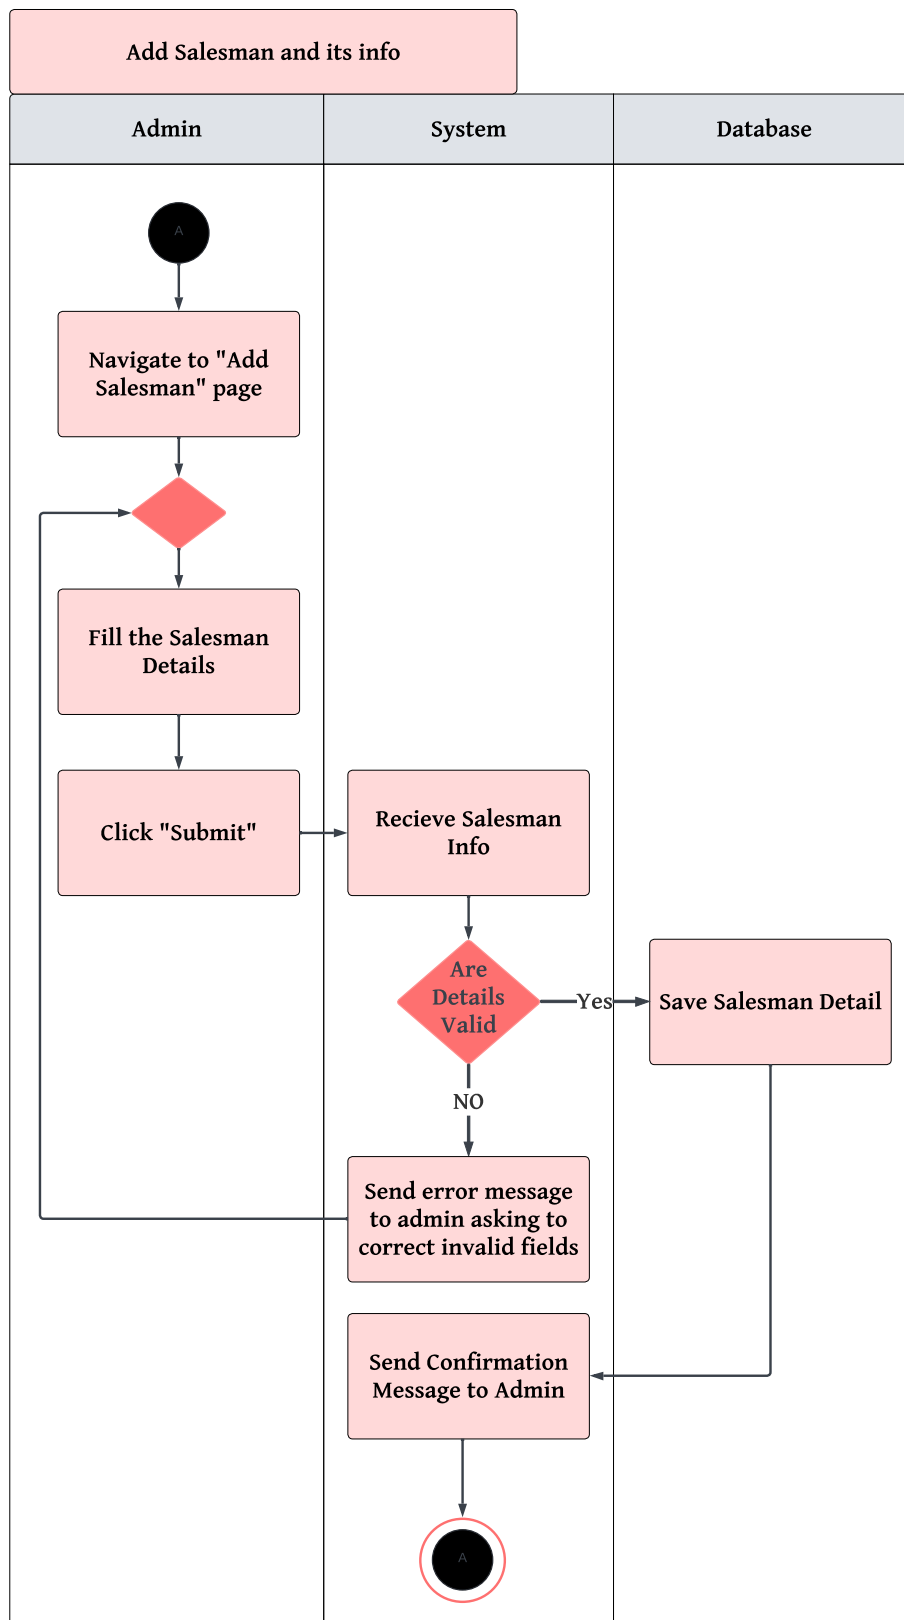 Add Salesman and its info
Admin
System
Database
A
Navigate to "Add
Salesman" page
Fill the Salesman
Details
Click "Submit"
Recieve Salesman
Info
Are
Details
Valid
Yes
Save Salesman Detail
NO
Send error message
to admin asking to
correct invalid fields
Send Confirmation
Message to Admin
A